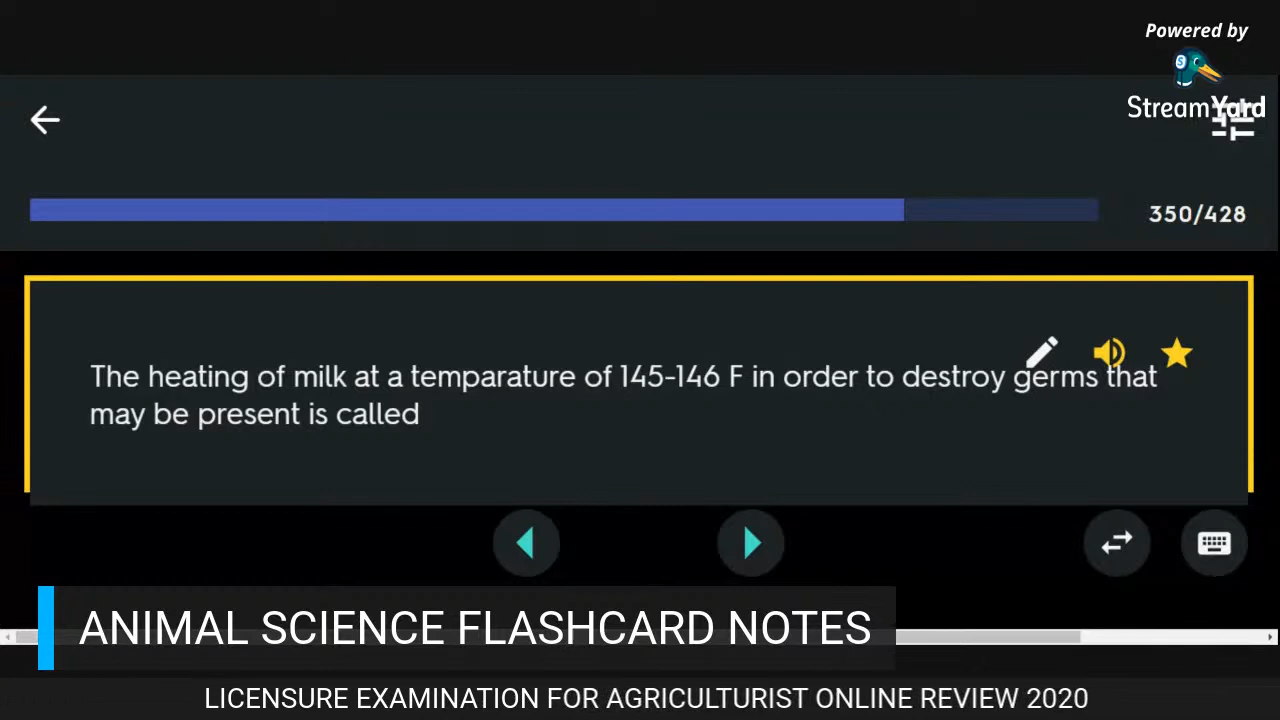 Powered by
StreamYard
350/428
The heating of milk at a temparature of 145-146 F in order to destroy germs that
may be present is called
ANIMAL SCIENCE FLASHCARD NOTES
LICENSURE EXAMINATION FOR AGRICULTURIST ONLINE REVIEW 2020